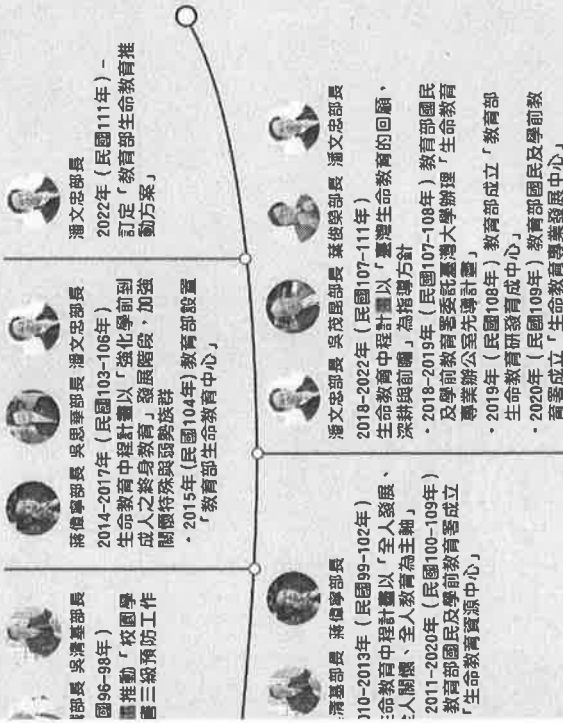 部長 吳清基部長
國96-98年）
推動「校園學
三級預防工作
清基部長 蔣偉寧部長
010-2013年（民國99-102年）
命教育中程計畫以「全人發展、
人關懷、全人教育為主軸」
2011-2020年（民國100-109年）
教育部國民及學前教育署成立
「生命教育資源中心」
蔣偉寧部長 吳思華部長 潘文忠部長
2014-2017年（民國103-106年）
生命教育中程計畫以「強化學前到
成人之終身教育」發展階段，加強
關懷特殊與弱勢族群
・2015年(民國104年)教育部設置
「教育部生命教育中心」
潘文忠部長 吳茂昆部長 葉俊榮部長 潘文忠部長
2018-2022年（民國107-111年）
生命教育中程計畫以「臺灣生命教育的回顧、
深耕與前瞻」為指導方針
・2018-2019年（民國107-108年）教育部國民
及學前教育署委託臺灣大學辦理「生命教育
專業辦公室先導計畫」
・2019年（民國108年）教育部成立「教育部
生命教育研發育成中心」
・2020年（民國109年）教育部國民及學前教
育署成立「生命教育專業發展中心」
潘文忠部長
2022年（民國111年）-
訂定「教育部生命教育推
動方案」